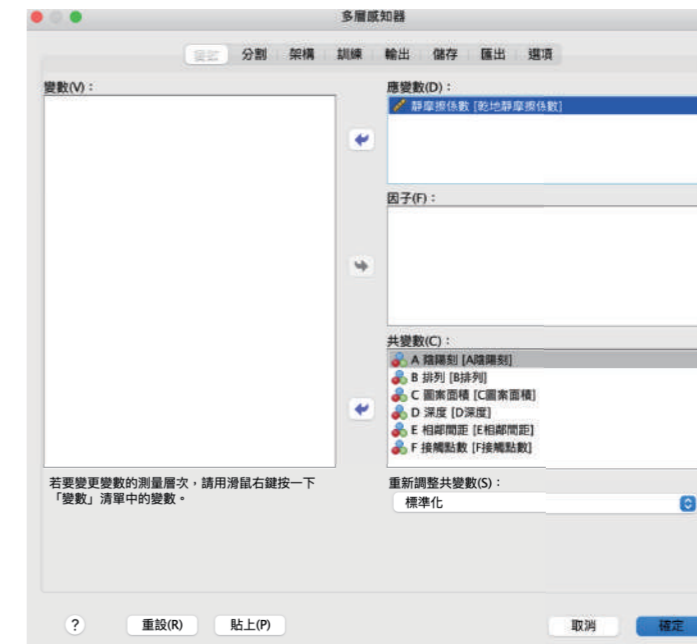 多層感知器
變數 分割 架構 訓練 輸出 儲存 匯出 選項
變數(V)：
應變數(D)：
靜摩擦係數 [乾地靜摩擦係數]
因子(F)：
共變數(C)：
A 陰陽刻 [A陰陽刻]
B 排列 [B排列]
C 圖案面積 [C圖案面積]
D 深度 [D深度]
E 相鄰間距 [E相鄰間距]
F 接觸點數 [F接觸點數]
若要變更變數的測量層次，請用滑鼠右鍵按一下
「變數」清單中的變數。
重新調整共變數(S)：
標準化
? 重設(R) 貼上(P) 取消 確定